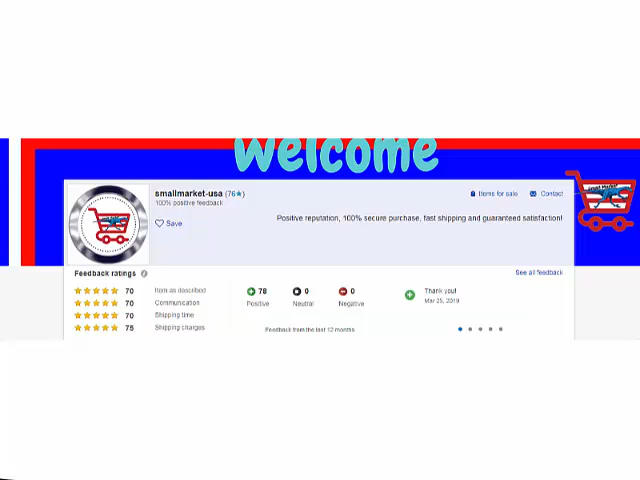 Welcome
smallmarket-usa (76★)
100% positive feedback
Save
Items for sale
Contact
Positive reputation, 100% secure purchase, fast shipping and guaranteed satisfaction!
Feedback ratings
See all feedback
70 Item as described
70 Communication
70 Shipping time
75 Shipping charges
78 Positive
0 Neutral
0 Negative
Thank you!
Mar 25, 2019
Feedback from the last 12 months